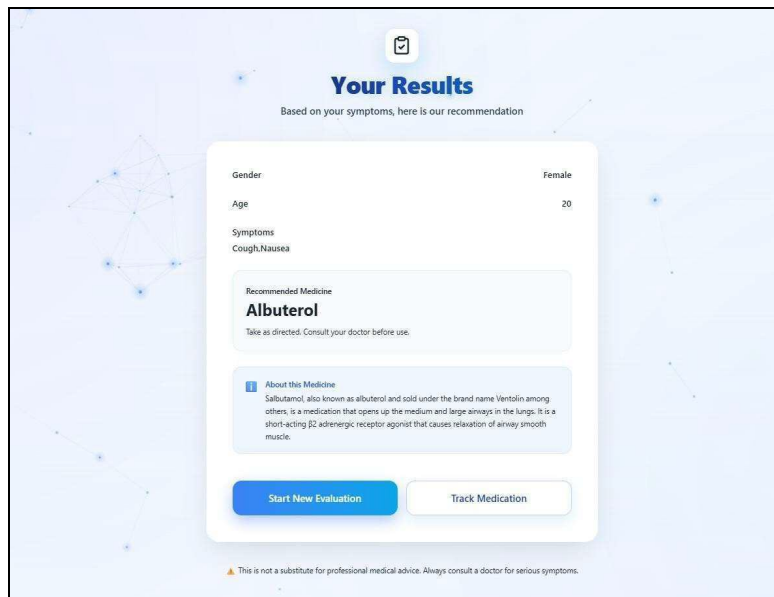 Your Results
Based on your symptoms, here is our recommendation
Gender Female
Age 20
Symptoms
Cough,Nausea
Recommended Medicine
Albuterol
Take as directed. Consult your doctor before use.
About this Medicine
Salbutamol, also known as albuterol and sold under the brand name Ventolin among
others, is a medication that opens up the medium and large airways in the lungs. It is a
short-acting β2 adrenergic receptor agonist that causes relaxation of airway smooth
muscle.
Start New Evaluation Track Medication
This is not a substitute for professional medical advice. Always consult a doctor for serious symptoms.